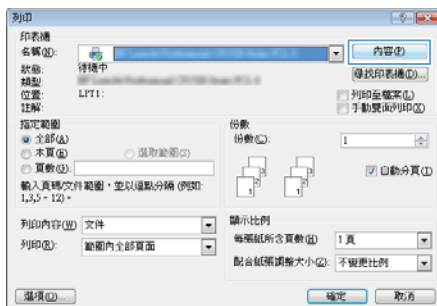 列印
印表機
名稱(N):
內容(P)
狀態: 待機中
尋找印表機(D)...
類型:
位置: LPT1:
列印至檔案(L)
註解:
手動雙面列印(X)
指定範圍
全部(A)
本頁(E)
選取範圍(S)
頁數(G):
輸入頁碼/文件範圍，並以逗點分隔 (例如:
1,3,5 - 12)。
份數
份數(C):
1
自動分頁(T)
列印內容(W)
文件
列印(R):
範圍內全部頁面
顯示比例
每張紙所含頁數(H)
1 頁
配合紙張調整大小(Z):
不變更比例
選項(O)...
確定
取消